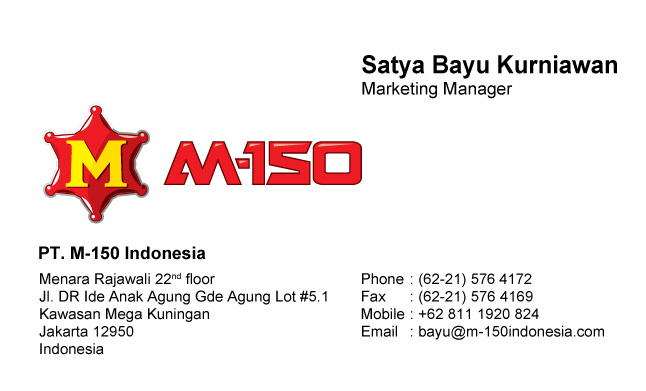 Satya Bayu Kurniawan
Marketing Manager
M M-150
PT. M-150 Indonesia
Menara Rajawali 22nd floor
Jl. DR Ide Anak Agung Gde Agung Lot #5.1
Kawasan Mega Kuningan
Jakarta 12950
Indonesia
Phone : (62-21) 576 4172
Fax : (62-21) 576 4169
Mobile : +62 811 1920 824
Email : bayu@m-150indonesia.com